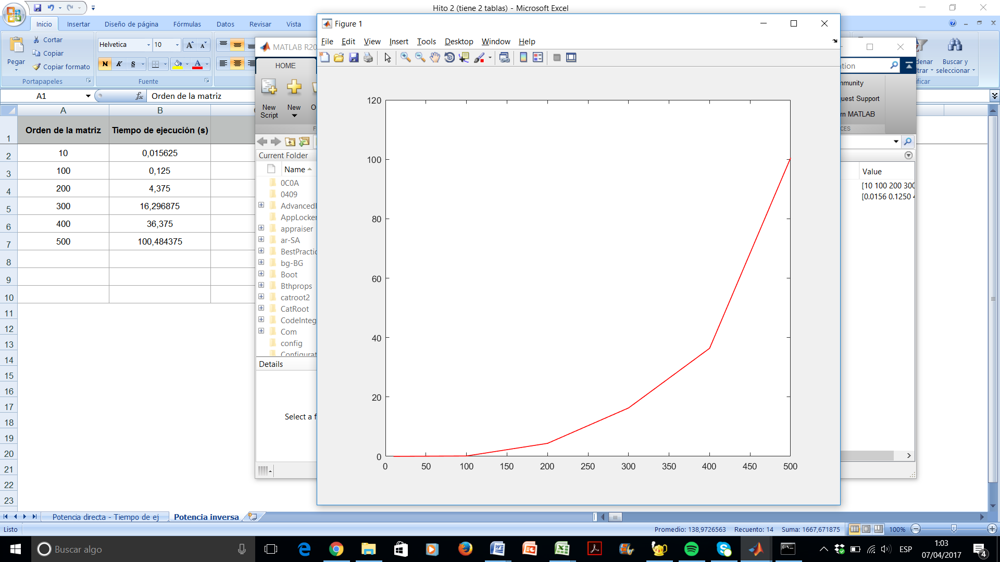 Hito 2 (tiene 2 tablas) - Microsoft Excel
Inicio Insertar Diseño de página Fórmulas Datos Revisar Vista
Cortar
Copiar
Copiar formato
Pegar
Portapapeles
Helvetica 10
N K S
Fuente
Buscar y
seleccionar
A1 fx Orden de la matriz
A B
Orden de la matriz Tiempo de ejecución (s)
10 0,015625
100 0,125
200 4,375
300 16,296875
400 36,375
500 100,484375
1
2
3
4
5
6
7
8
9
10
11
12
13
14
15
16
17
18
19
20
21
22
23
MATLAB R20
HOME
New
Script
New
Current Folder
Name
0C0A
0409
Advanced
AppLocker
appraiser
ar-SA
BestPractic
bg-BG
Boot
Bthprops
catroot2
CatRoot
CodeInteg
Com
config
Configurat
Details
Select a f
Figure 1
File Edit View Insert Tools Desktop Window Help
120
100
80
60
40
20
0
0 50 100 150 200 250 300 350 400 450 500
mmunity
quest Support
rn MATLAB
CES
Value
[10 100 200 300
[0.0156 0.1250 4
Potencia directa - Tiempo de ej Potencia inversa
Listo Promedio: 138,9726563 Recuento: 14 Suma: 1667,671875 100%
Buscar algo
ESP
1:03
07/04/2017
4